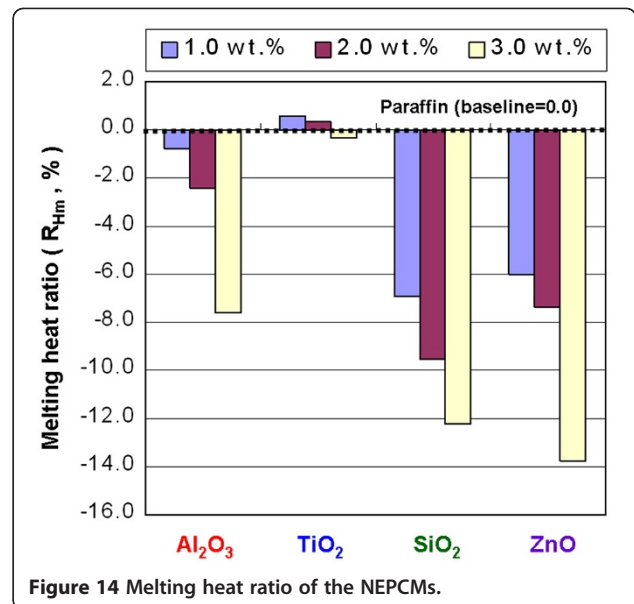 1.0 wt.% 2.0 wt.% 3.0 wt.%
2.0
0.0
-2.0
-4.0
-6.0
-8.0
-10.0
-12.0
-14.0
-16.0
Melting heat ratio ( R_Hm , % )
Paraffin (baseline=0.0)
Al₂O₃ TiO₂ SiO₂ ZnO
Figure 14 Melting heat ratio of the NEPCMs.